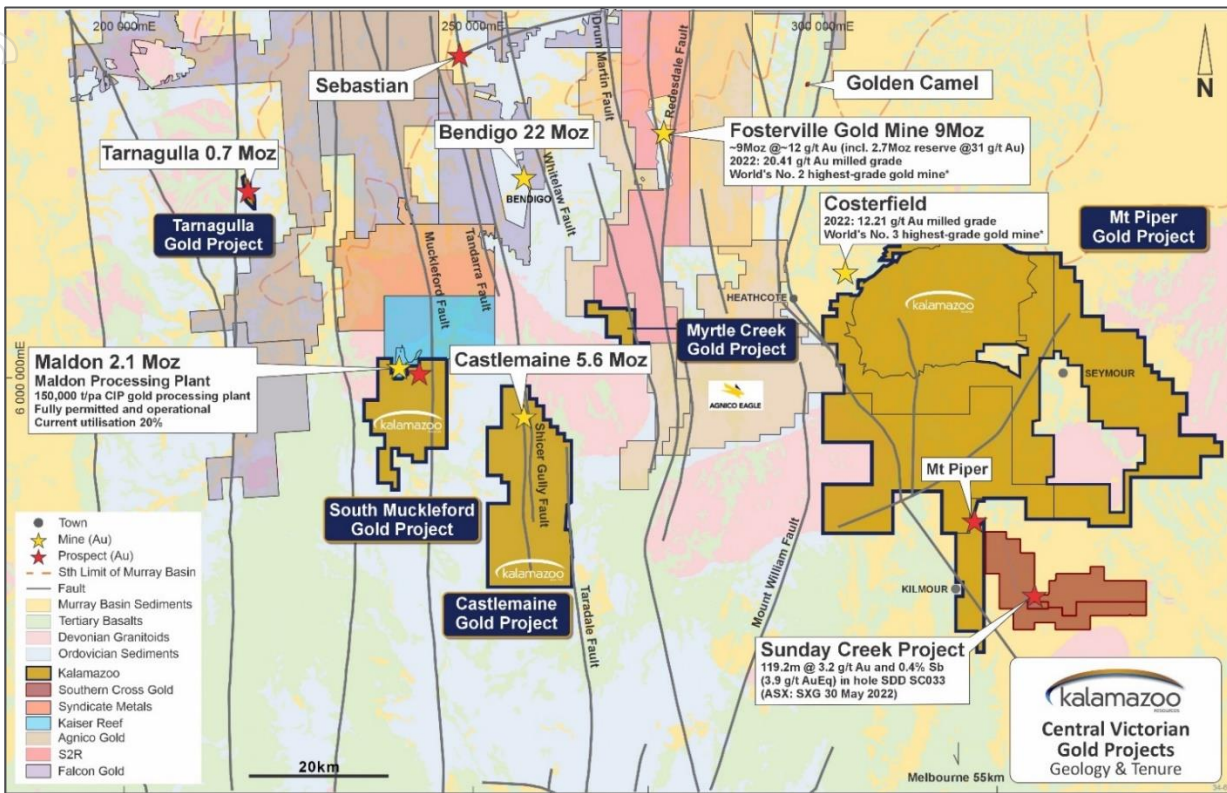 200 000mE
250 000mE
300 000mE
6 000 000mE
N
Sebastian
Golden Camel
Drum Martin Fault
Redesdale Fault
Bendigo 22 Moz
BENDIGO
Whitelaw Fault
Fosterville Gold Mine 9Moz
~9Moz @~12 g/t Au (incl. 2.7Moz reserve @31 g/t Au)
2022: 20.41 g/t Au milled grade
World's No. 2 highest-grade gold mine*
Tarnagulla 0.7 Moz
Tarnagulla
Gold Project
Costerfield
2022: 12.21 g/t Au milled grade
World's No. 3 highest-grade gold mine*
Mt Piper
Gold Project
Muckleford Fault
Tandarra Fault
HEATHCOTE
kalamazoo
Myrtle Creek
Gold Project
SEYMOUR
Maldon 2.1 Moz
Maldon Processing Plant
150,000 t/pa CIP gold processing plant
Fully permitted and operational
Current utilisation 20%
Castlemaine 5.6 Moz
AGNICO EAGLE
kalamazoo
Shicer Gully Fault
Mt Piper
South Muckleford
Gold Project
kalamazoo
Castlemaine
Gold Project
Taradale Fault
Mount William Fault
KILMOUR
Sunday Creek Project
119.2m @ 3.2 g/t Au and 0.4% Sb
(3.9 g/t AuEq) in hole SDD SC033
(ASX: SXG 30 May 2022)
Town
Mine (Au)
Prospect (Au)
Sth Limit of Murray Basin
Fault
Murray Basin Sediments
Tertiary Basalts
Devonian Granitoids
Ordovician Sediments
Kalamazoo
Southern Cross Gold
Syndicate Metals
Kaiser Reef
Agnico Gold
S2R
Falcon Gold
20km
Melbourne 55km
kalamazoo
RESOURCES
Central Victorian
Gold Projects
Geology & Tenure